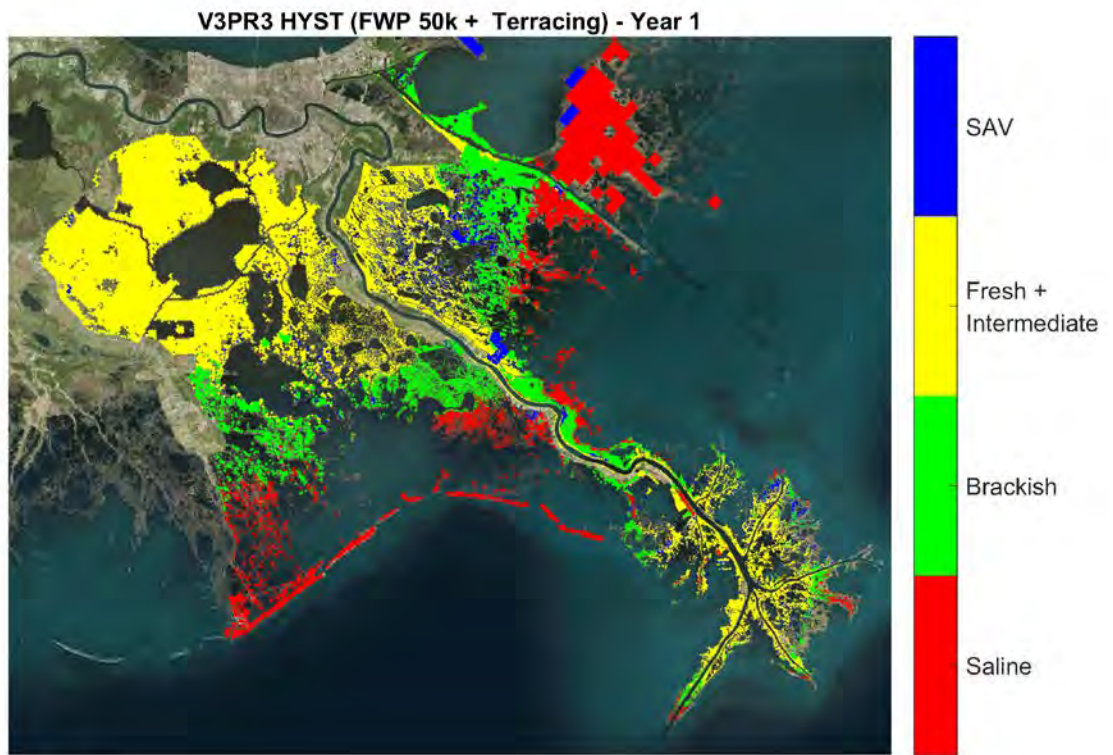 V3PR3 HYST (FWP 50k + Terracing) - Year 1
SAV
Fresh +
Intermediate
Brackish
Saline